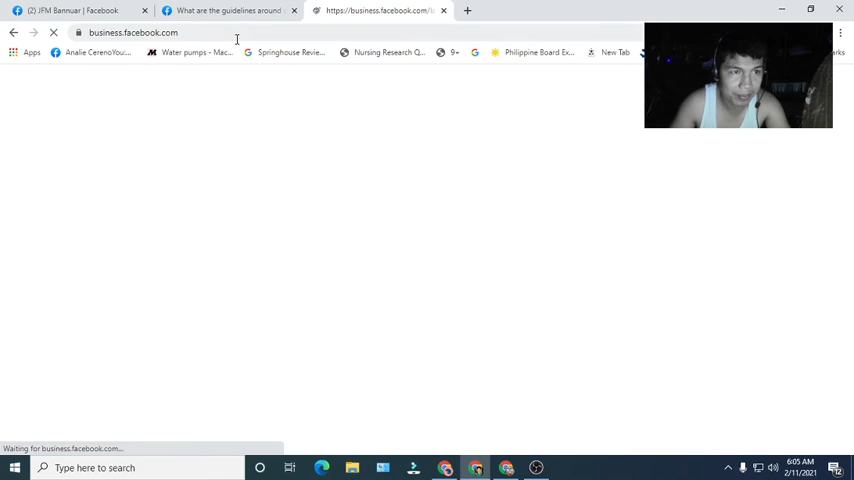 (2) JFM Bannuar | Facebook
What are the guidelines around
https://business.facebook.com/
business.facebook.com
Apps
Analie CerenoYou:...
Water pumps - Mac...
Springhouse Revie...
Nursing Research Q...
9+
Philippine Board Ex...
New Tab
Waiting for business.facebook.com...
Type here to search
6:05 AM
2/11/2021
12